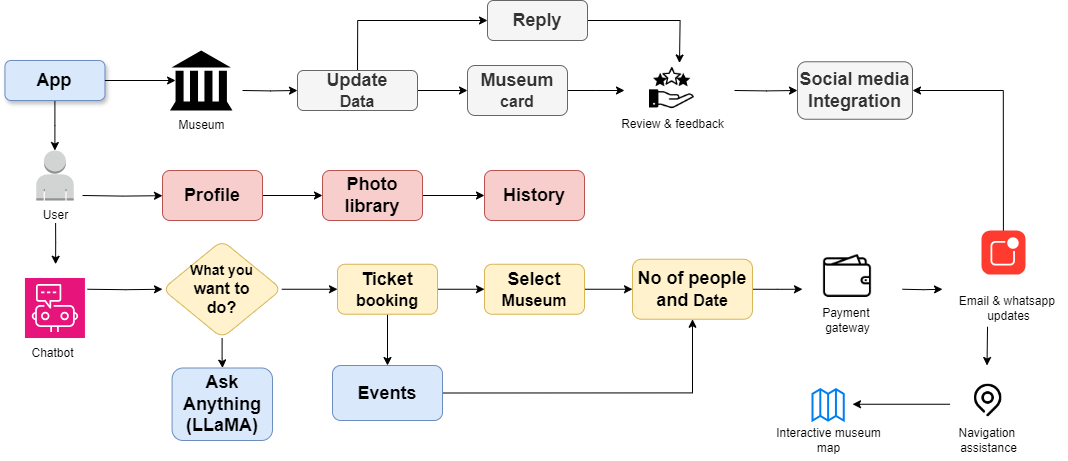 Reply
App
Museum
Update
Data
Museum
card
Review & feedback
Social media
Integration
User
Profile
Photo
library
History
Chatbot
What you
want to
do?
Ticket
booking
Select
Museum
No of people
and Date
Payment
gateway
Email & whatsapp
updates
Ask
Anything
(LLaMA)
Events
Interactive museum
map
Navigation
assistance